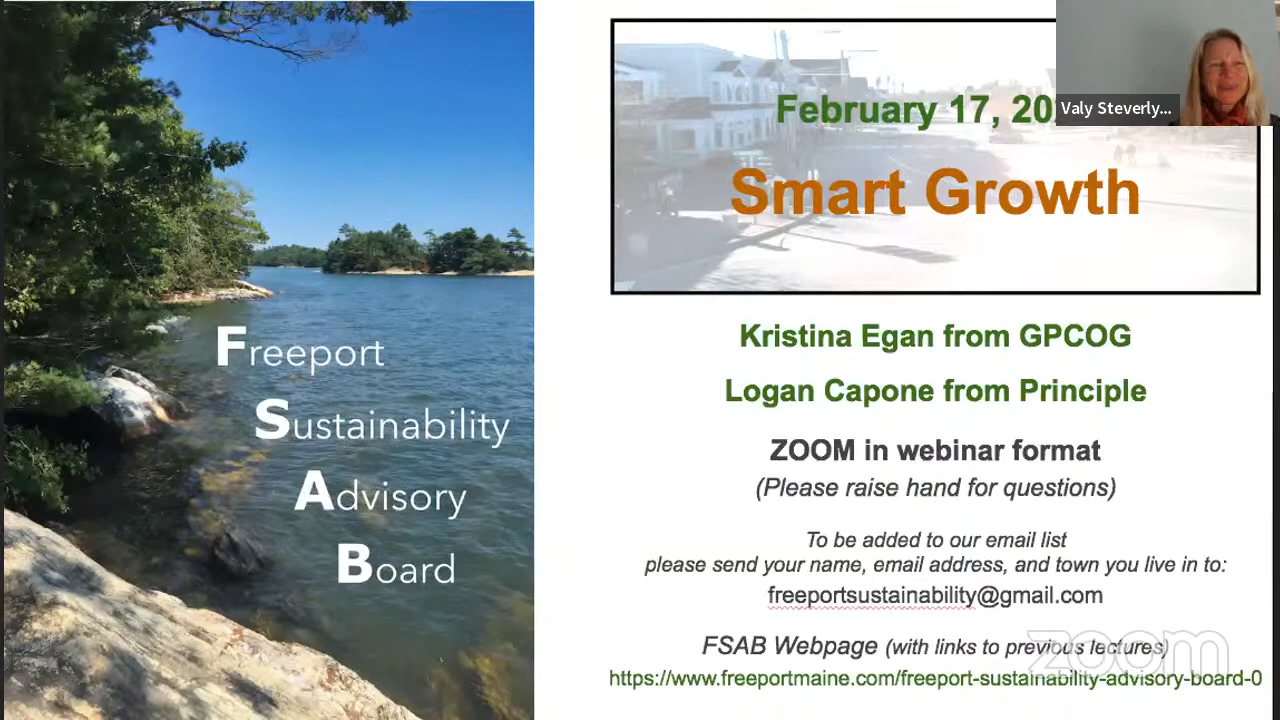 Freeport
Sustainability
Advisory
Board
February 17, 20
Valy Steverly...
Smart Growth
Kristina Egan from GPCOG
Logan Capone from Principle
ZOOM in webinar format
(Please raise hand for questions)
To be added to our email list
please send your name, email address, and town you live in to:
freeportsustainability@gmail.com
FSAB Webpage (with links to previous lectures)
zoom
https://www.freeportmaine.com/freeport-sustainability-advisory-board-0